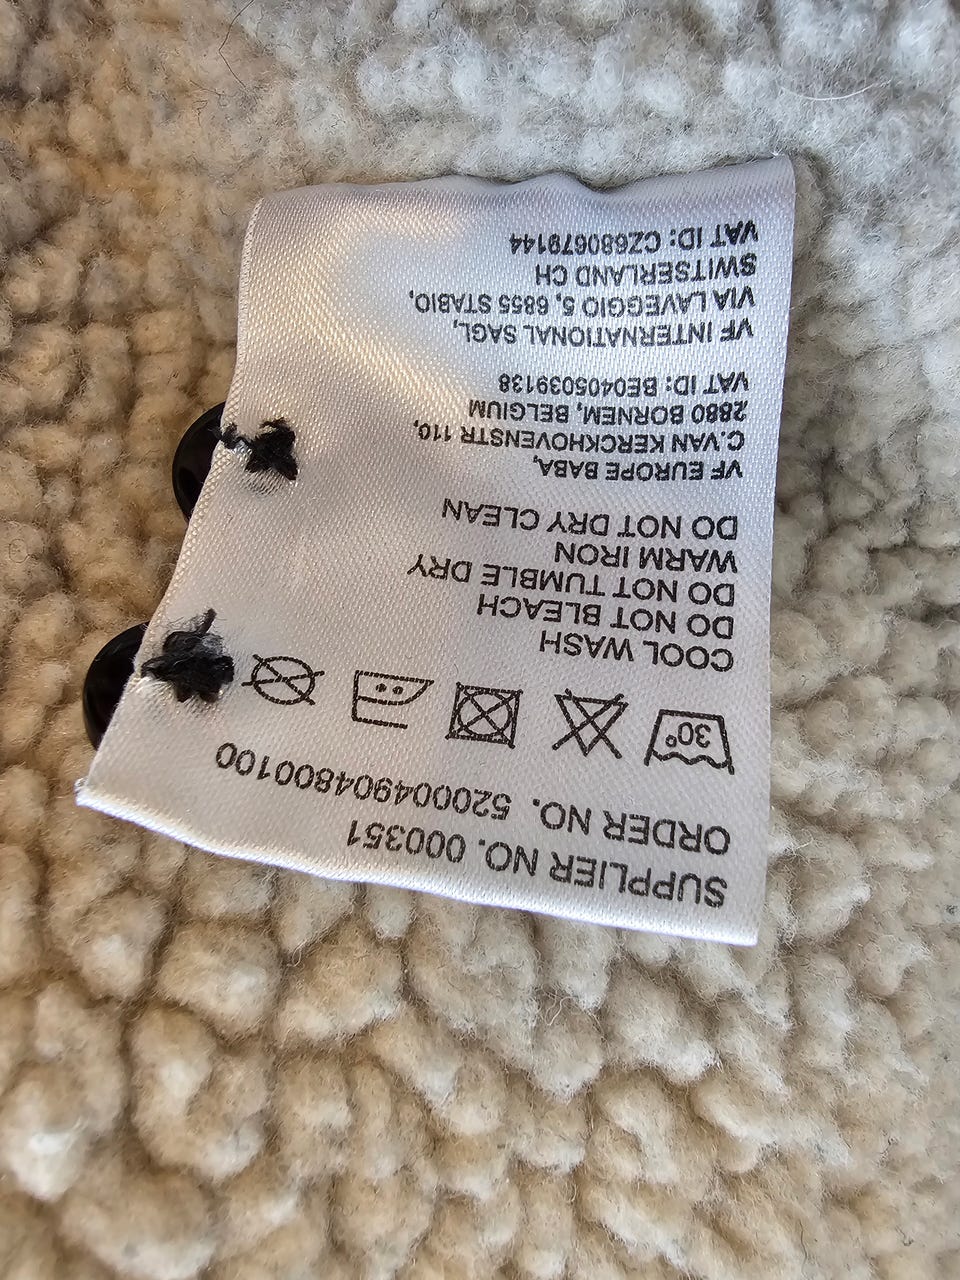 SUPPLIER NO. 000351
ORDER NO. 520004904800100
30°
COOL WASH
DO NOT BLEACH
DO NOT TUMBLE DRY
WARM IRON
DO NOT DRY CLEAN
VF EUROPE BABA,
C.VAN KERCKHOVENSTR 110,
2880 BORNEM, BELGIUM
VAT ID: BE0405039138
VF INTERNATIONAL SAGL,
VIA LAVEGGIO 5, 6855 STABIO,
SWITSERLAND CH
VAT ID: CZ680679144